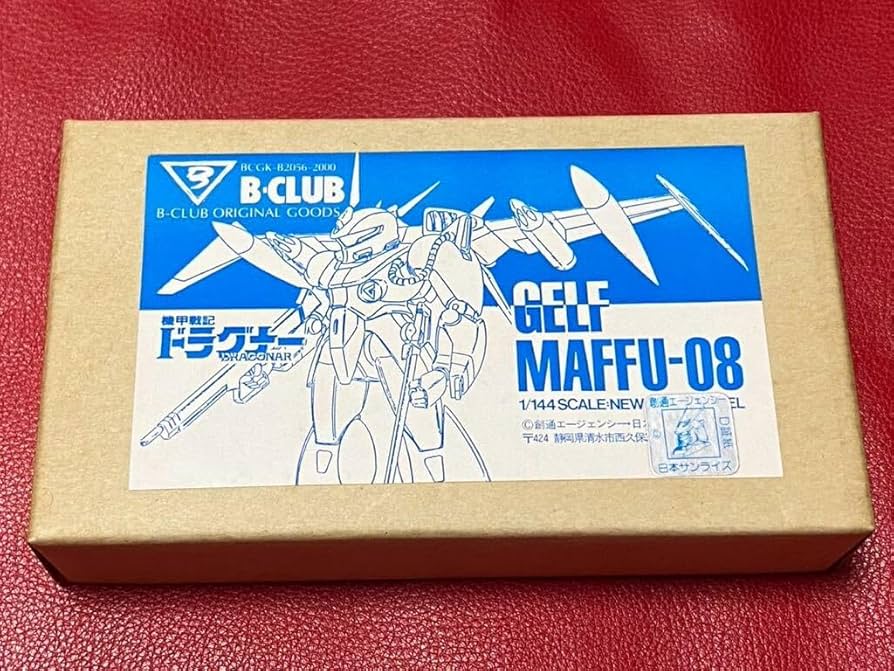 BCGK-B2056-2000
B-CLUB
B-CLUB ORIGINAL GOODS
機甲戦記
ドラグナー
DRAGONAR
GELF
MAFFU-08
1/144 SCALE:NEW
©創通エージェンシー・日本
〒424 静岡県清水市西久保
創通エージェンシー
日本サンライズ